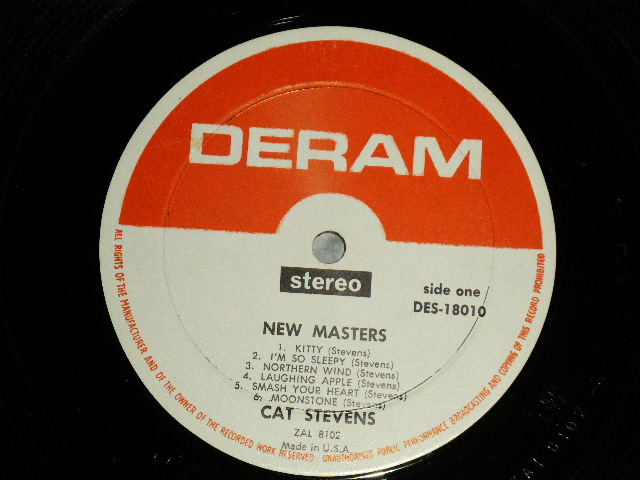 DERAM
stereo
side one
DES-18010
NEW MASTERS
1. KITTY (Stevens)
2. I'M SO SLEEPY (Stevens)
3. NORTHERN WIND (Stevens)
4. LAUGHING APPLE (Stevens)
5. SMASH YOUR HEART (Stevens)
6. MOONSTONE (Stevens)
CAT STEVENS
ZAL 8102
Made in U.S.A
ALL RIGHTS OF THE MANUFACTURER AND OF THE OWNER OF THE RECORDED WORK RESERVED - UNAUTHORISED PUBLIC PERFORMANCE BROADCASTING AND COPYING OF THIS RECORD PROHIBITED